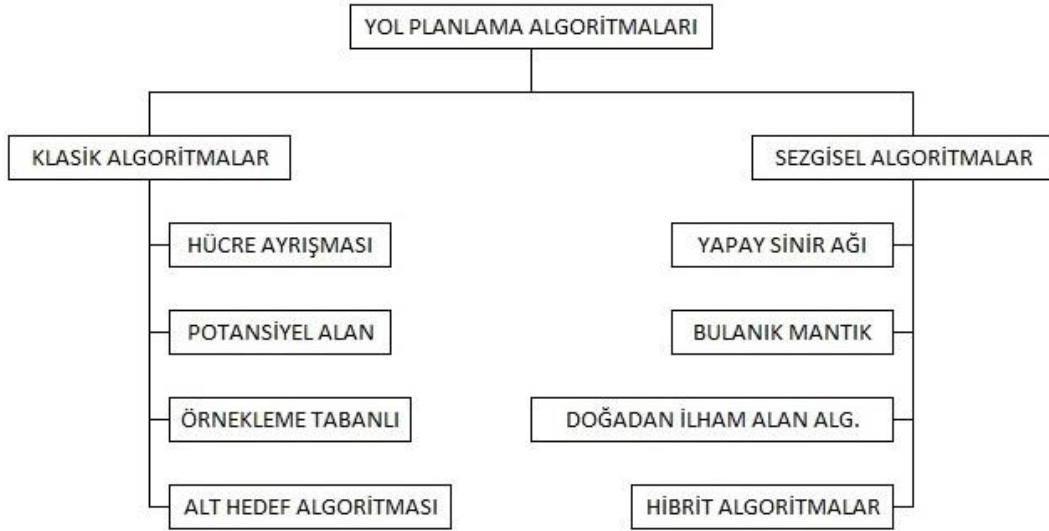 YOL PLANLAMA ALGORİTMALARI
KLASİK ALGORİTMALAR
SEZGİSEL ALGORİTMALAR
HÜCRE AYRIŞMASI
YAPAY SİNİR AĞI
POTANSİYEL ALAN
BULANIK MANTIK
ÖRNEKLEME TABANLI
DOĞADAN İLHAM ALAN ALG.
ALT HEDEF ALGORİTMASI
HİBRİT ALGORİTMALAR